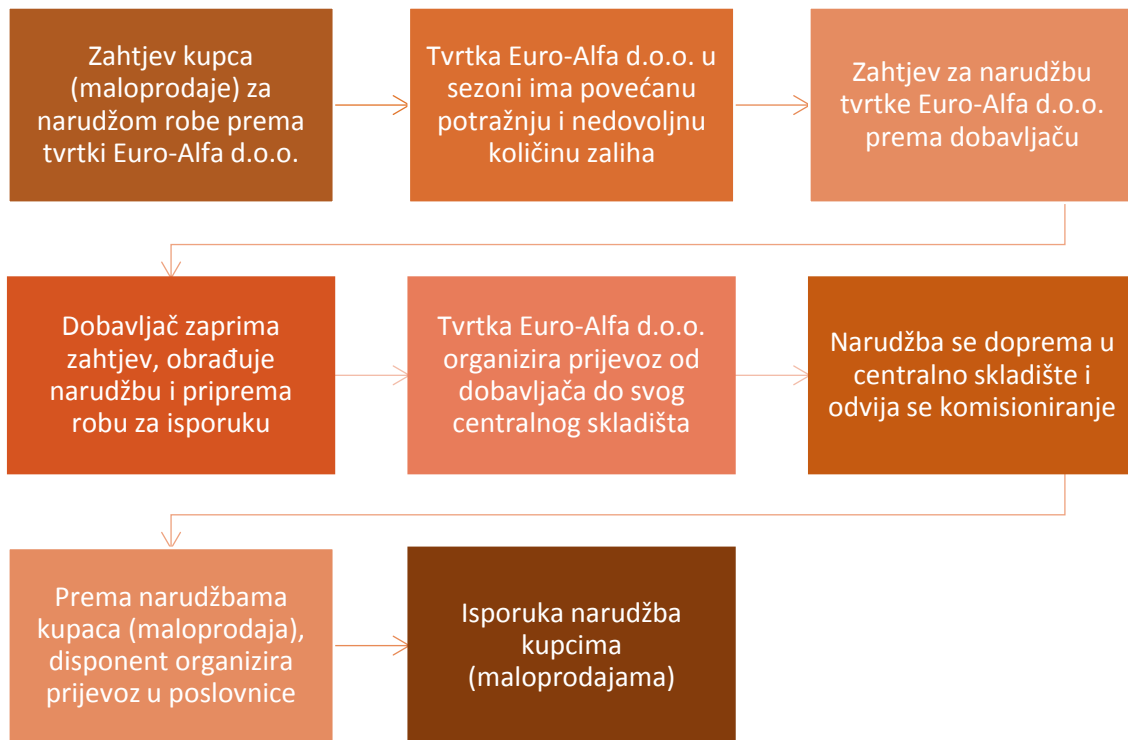 Zahtjev kupca
(maloprodaje) za
narudžom robe prema
tvrtki Euro-Alfa d.o.o.
Tvrtka Euro-Alfa d.o.o. u
sezoni ima povećanu
potražnju i nedovoljnu
količinu zaliha
Zahtjev za narudžbu
tvrtke Euro-Alfa d.o.o.
prema dobavljaču
Dobavljač zaprima
zahtjev, obrađuje
narudžbu i priprema
robu za isporuku
Tvrtka Euro-Alfa d.o.o.
organizira prijevoz od
dobavljača do svog
centralnog skladišta
Narudžba se doprema u
centralno skladište i
odvija se komisioniranje
Prema narudžbama
kupaca (maloprodaja),
disponent organizira
prijevoz u poslovnice
Isporuka narudžba
kupcima
(maloprodajama)